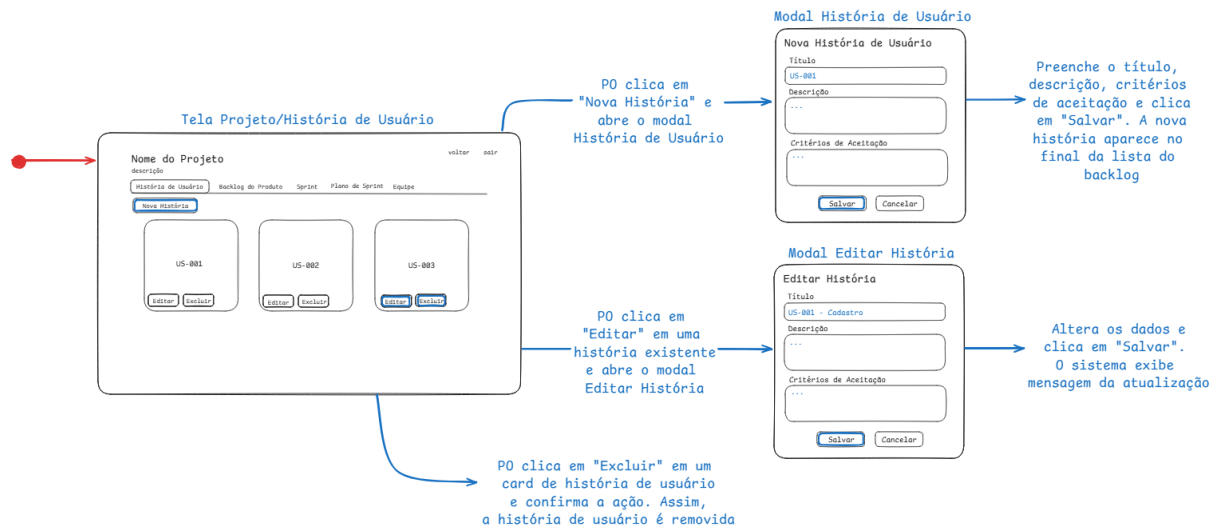 Tela Projeto/História de Usuário
Nome do Projeto
descrição
voltar
sair
História de Usuário
Backlog do Produto
Sprint
Plano de Sprint
Equipe
Nova História
US-001
Editar
Excluir
US-002
Editar
Excluir
US-003
Editar
Excluir
PO clica em
"Nova História" e
abre o modal
História de Usuário
Modal História de Usuário
Nova História de Usuário
Título
US-001
Descrição
...
Critérios de Aceitação
...
Salvar
Cancelar
Preenche o título,
descrição, critérios
de aceitação e clica
em "Salvar". A nova
história aparece no
final da lista do
backlog
PO clica em
"Editar" em uma
história existente
e abre o modal
Editar História
Modal Editar História
Editar História
Título
US-001 - Cadastro
Descrição
...
Critérios de Aceitação
...
Salvar
Cancelar
Altera os dados e
clica em "Salvar".
O sistema exibe
mensagem da atualização
PO clica em "Excluir" em um
card de história de usuário
e confirma a ação. Assim,
a história de usuário é removida